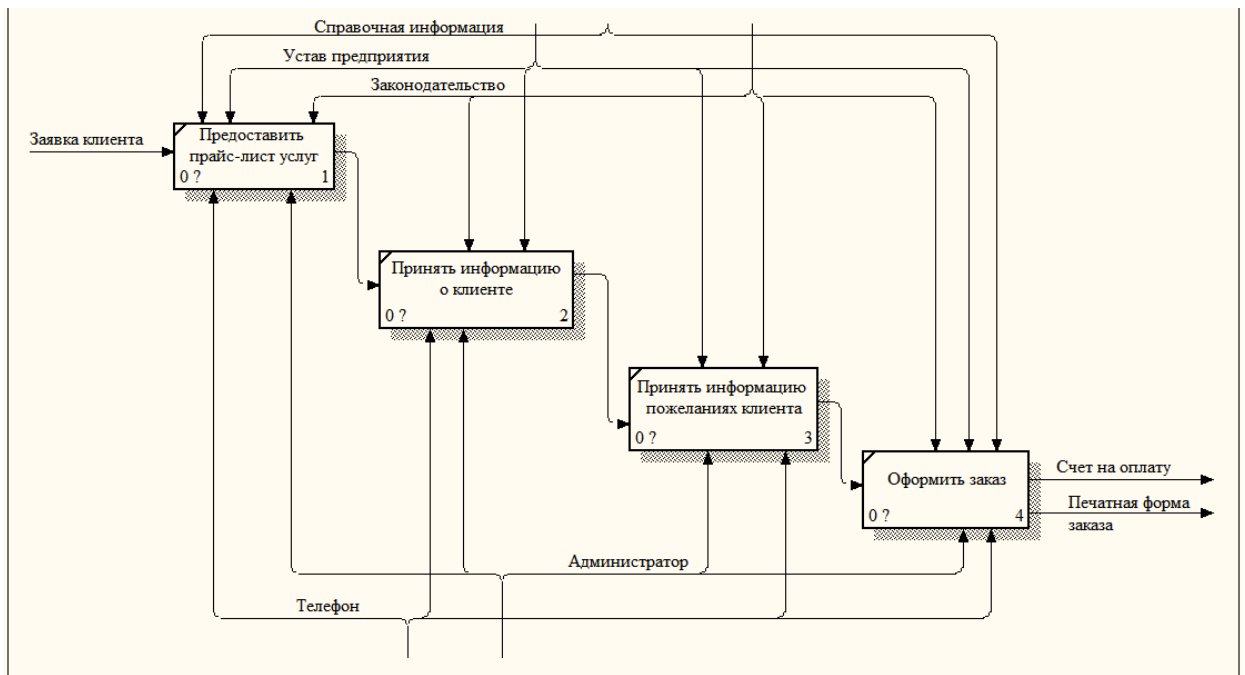 Справочная информация
Устав предприятия
Законодательство
Заявка клиента
Предоставить
прайс-лист услуг
0 ? 1
Принять информацию
о клиенте
0 ? 2
Принять информацию
пожеланиях клиента
0 ? 3
Оформить заказ
0 ? 4
Счет на оплату
Печатная форма
заказа
Администратор
Телефон